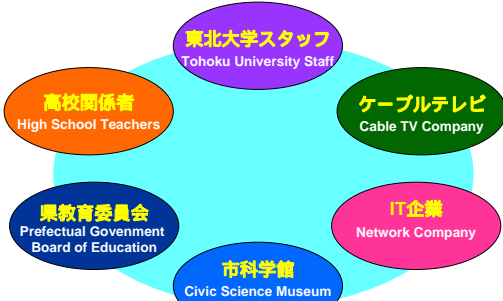 東北大学スタッフ
Tohoku University Staff
高校関係者
High School Teachers
ケーブルテレビ
Cable TV Company
県教育委員会
Prefectual Govenment
Board of Education
IT企業
Network Company
市科学館
Civic Science Museum